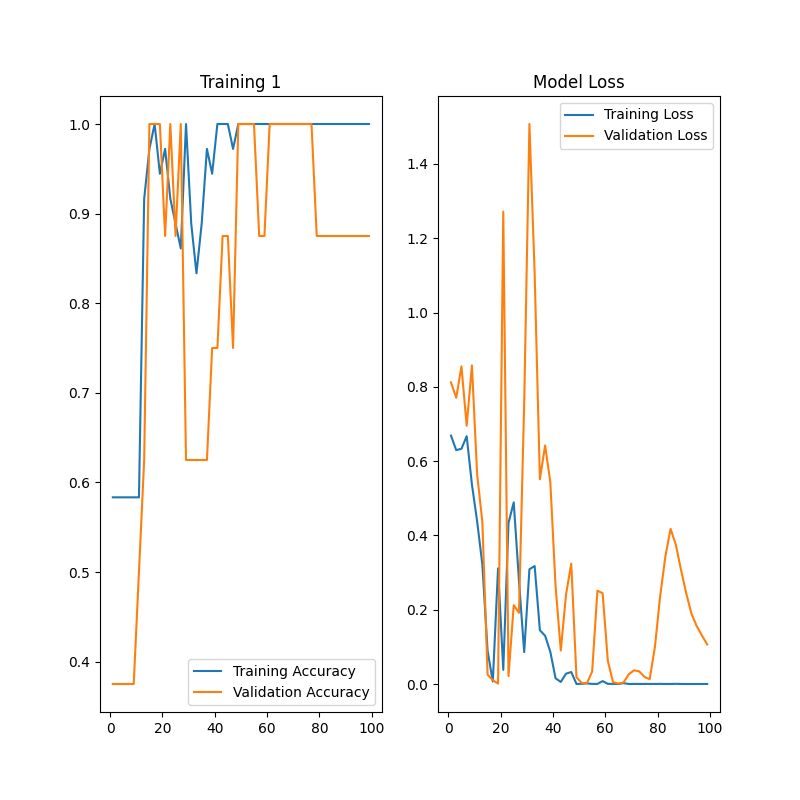 Training 1
1.0
0.9
0.8
0.7
0.6
0.5
0.4
Training Accuracy
Validation Accuracy
0 20 40 60 80 100
Model Loss
Training Loss
Validation Loss
1.4
1.2
1.0
0.8
0.6
0.4
0.2
0.0
0 20 40 60 80 100